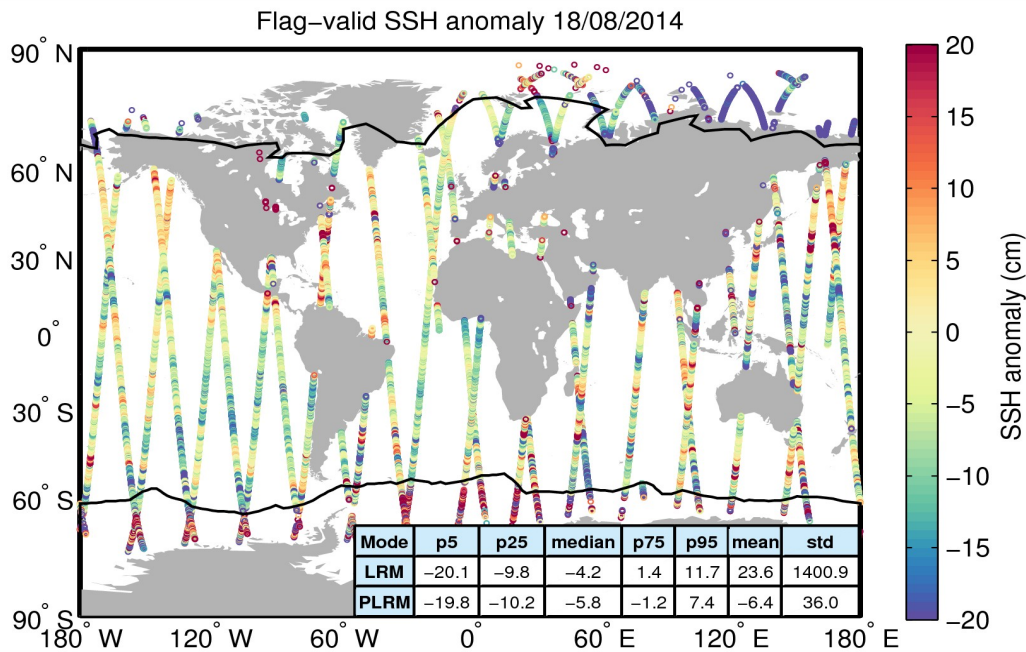 Flag−valid SSH anomaly 18/08/2014
90° N
60° N
30° N
0°
30° S
60° S
90° S
180° W
120° W
60° W
0°
60° E
120° E
180° E
Mode p5 p25 median p75 p95 mean std
LRM −20.1 −9.8 −4.2 1.4 11.7 23.6 1400.9
PLRM −19.8 −10.2 −5.8 −1.2 7.4 −6.4 36.0
20
15
10
5
0
−5
−10
−15
−20
SSH anomaly (cm)